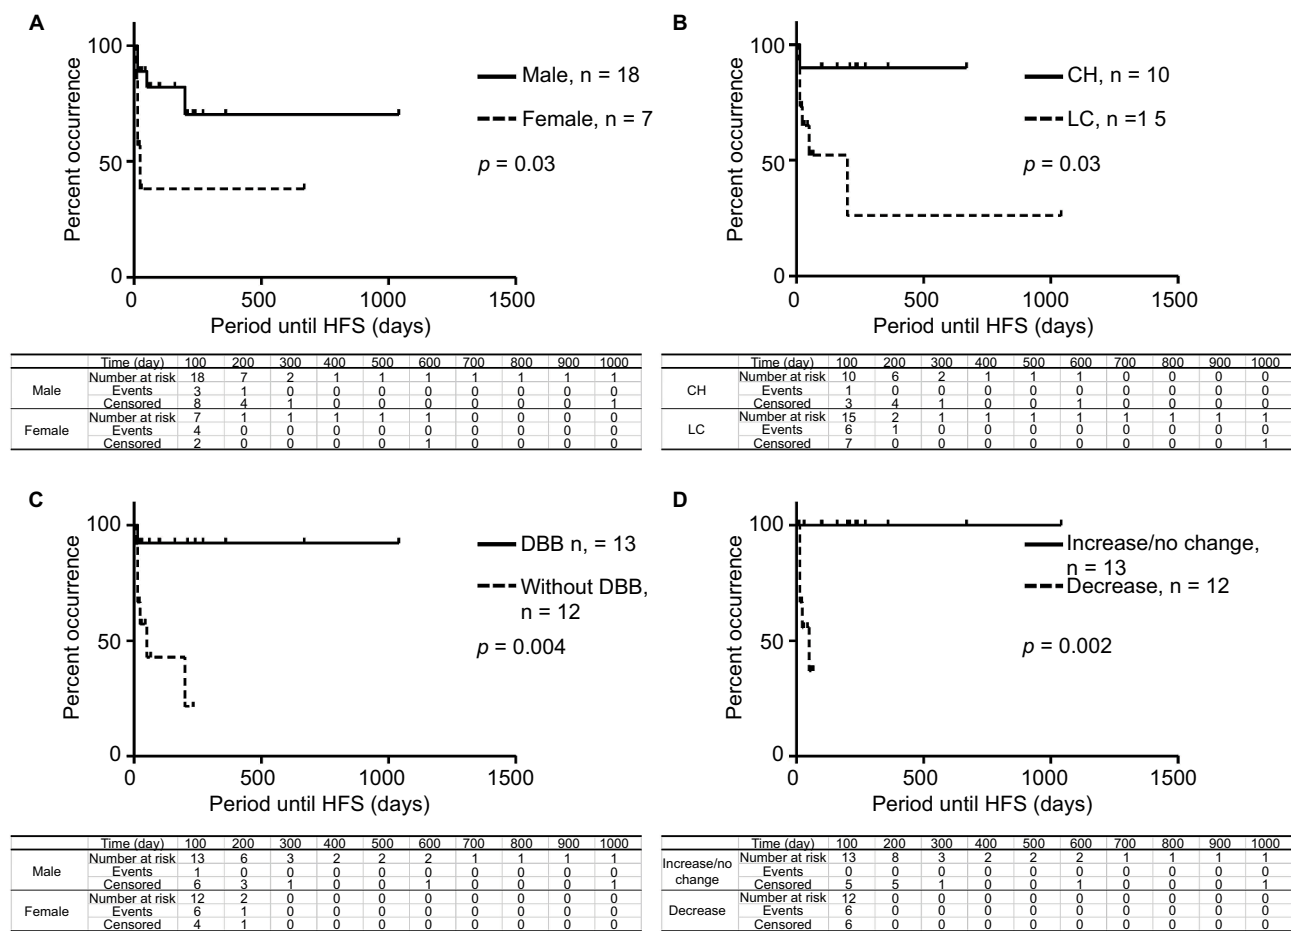 A
100
50
0
Percent occurrence
Male, n = 18
Female, n = 7
p = 0.03
0 500 1000 1500
Period until HFS (days)
Time (day) 100 200 300 400 500 600 700 800 900 1000
Male
Number at risk 18 7 2 1 1 1 1 1 1 1
Events 3 1 0 0 0 0 0 0 0 0
Censored 8 4 1 0 0 0 0 0 0 1
Female
Number at risk 7 1 1 1 1 1 0 0 0 0
Events 4 0 0 0 0 0 0 0 0 0
Censored 2 0 0 0 0 1 0 0 0 0
B
100
50
0
Percent occurrence
CH, n = 10
LC, n =1 5
p = 0.03
0 500 1000 1500
Period until HFS (days)
Time (day) 100 200 300 400 500 600 700 800 900 1000
CH
Number at risk 10 6 2 1 1 1 0 0 0 0
Events 1 0 0 0 0 0 0 0 0 0
Censored 3 4 1 0 0 1 0 0 0 0
LC
Number at risk 15 2 1 1 1 1 1 1 1 1
Events 6 1 0 0 0 0 0 0 0 0
Censored 7 0 0 0 0 0 0 0 0 1
C
100
50
0
Percent occurrence
DBB n, = 13
Without DBB,
n = 12
p = 0.004
0 500 1000 1500
Period until HFS (days)
Time (day) 100 200 300 400 500 600 700 800 900 1000
Male
Number at risk 13 6 3 2 2 2 1 1 1 1
Events 1 0 0 0 0 0 0 0 0 0
Censored 6 3 1 0 0 1 0 0 0 1
Female
Number at risk 12 2 0 0 0 0 0 0 0 0
Events 6 1 0 0 0 0 0 0 0 0
Censored 4 1 0 0 0 0 0 0 0 0
D
100
50
0
Percent occurrence
Increase/no change,
n = 13
Decrease, n = 12
p = 0.002
0 500 1000 1500
Period until HFS (days)
Time (day) 100 200 300 400 500 600 700 800 900 1000
Increase/no
change
Number at risk 13 8 3 2 2 2 1 1 1 1
Events 0 0 0 0 0 0 0 0 0 0
Censored 5 5 1 0 0 1 0 0 0 1
Decrease
Number at risk 12 0 0 0 0 0 0 0 0 0
Events 6 0 0 0 0 0 0 0 0 0
Censored 6 0 0 0 0 0 0 0 0 0